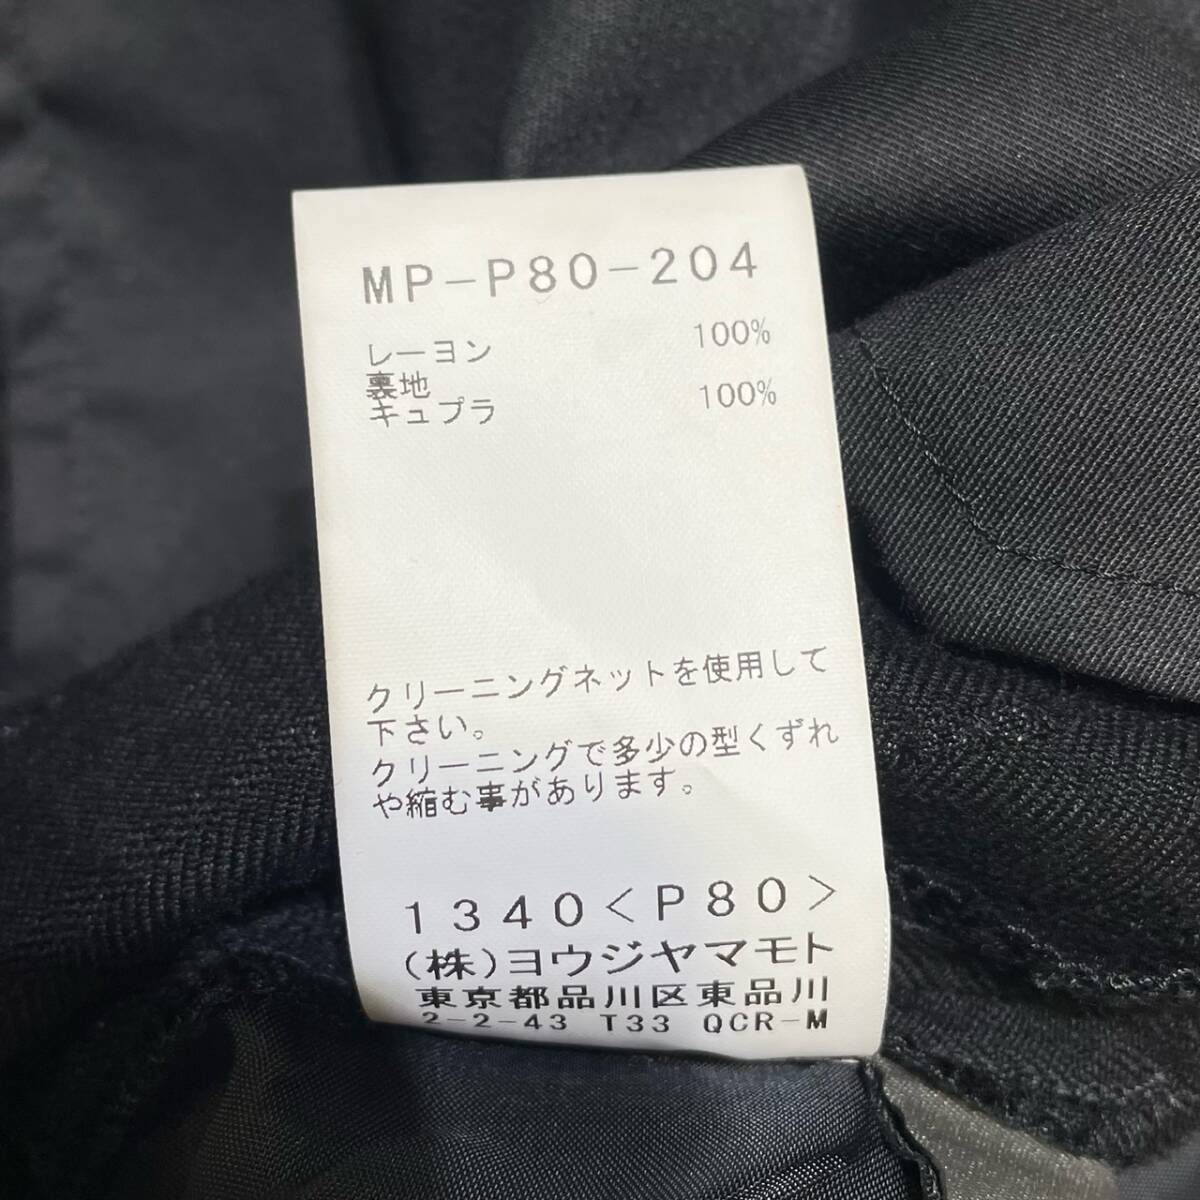 MP-P80-204
レーヨン 100%
裏地
キュプラ 100%
クリーニングネットを使用して
下さい。
クリーニングで多少の型くずれ
や縮む事があります。
1340<P80>
(株)ヨウジヤマモト
東京都品川区東品川
2-2-43 T33 QCR-M